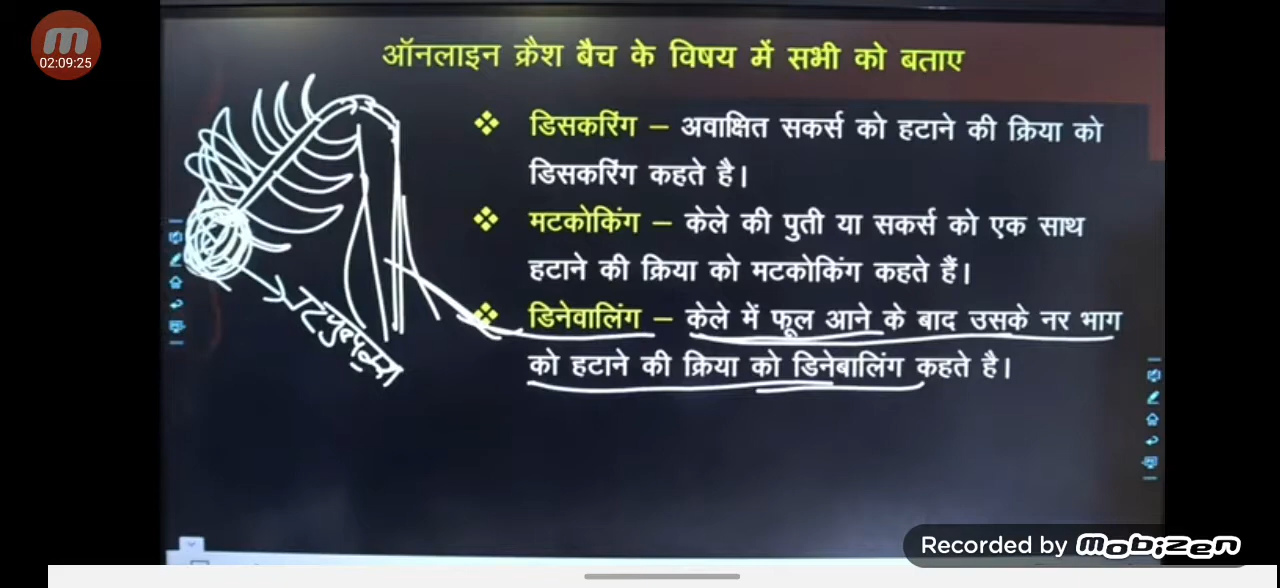 02:09:25
ऑनलाइन क्रैश बैच के विषय में सभी को बताए
❖ डिसकरिंग – अवाक्षित सकर्स को हटाने की क्रिया को
डिसकरिंग कहते है।
❖ मटकोकिंग – केले की पुती या सकर्स को एक साथ
हटाने की क्रिया को मटकोकिंग कहते हैं।
❖ डिनेवालिंग – केले में फूल आने के बाद उसके नर भाग
को हटाने की क्रिया को डिनेबालिंग कहते है।
Recorded by mobizen